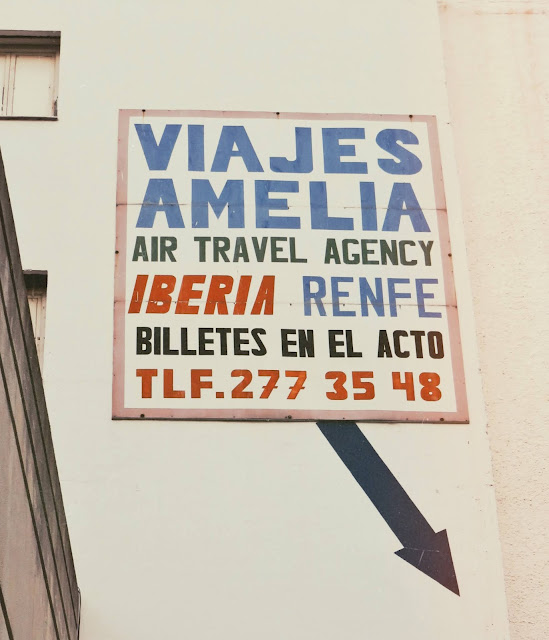 VIAJES
AMELIA
AIR TRAVEL AGENCY
IBERIA RENFE
BILLETES EN EL ACTO
TLF. 277 35 48